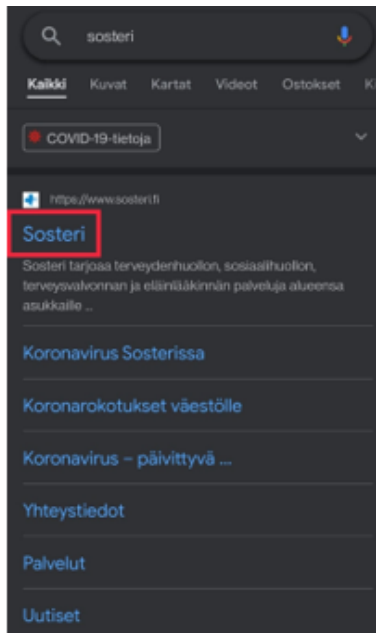 sosteri
Kaikki Kuvat Kartat Videot Ostokset Ki
COVID-19-tietoja
https://www.sosteri.fi
Sosteri
Sosteri tarjoaa terveydenhuollon, sosiaalihuollon,
terveysvalvonnan ja eläinlääkinnän palveluja alueensa
asukkaille ...
Koronavirus Sosterissa
Koronarokotukset väestölle
Koronavirus – päivittyvä ...
Yhteystiedot
Palvelut
Uutiset